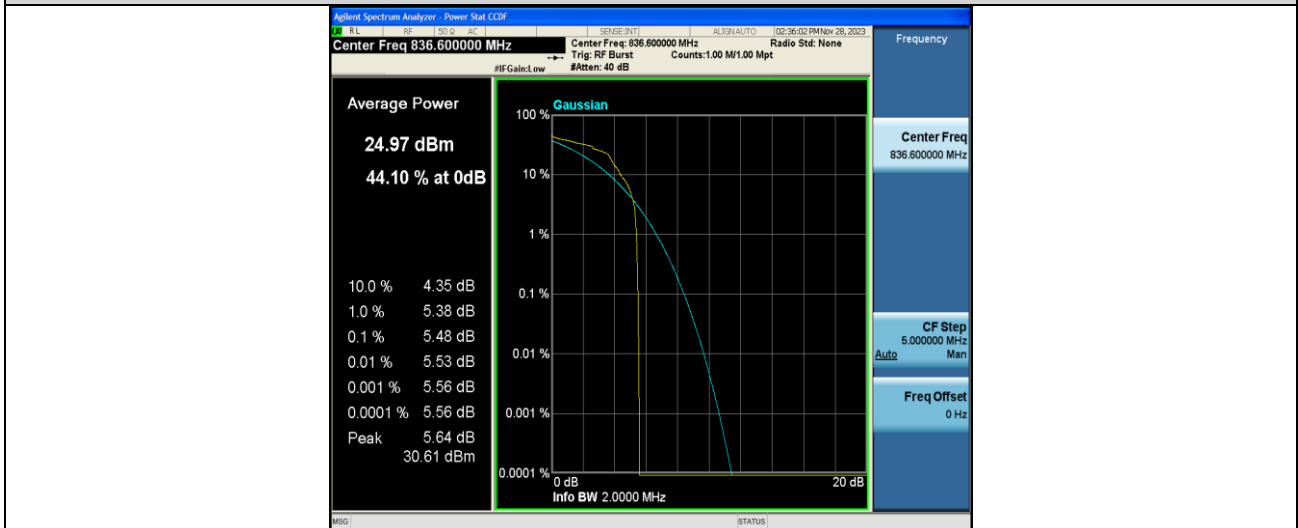 Agilent Spectrum Analyzer - Power Stat CCDF
RL RF 50 Ω AC SENSE:INT ALIGN AUTO 02:36:02 PM Nov 28, 2023
Center Freq 836.600000 MHz
Center Freq: 836.600000 MHz Radio Std: None
Trig: RF Burst Counts:1.00 M/1.00 Mpt
#IFGain:Low #Atten: 40 dB
Frequency
Average Power
24.97 dBm
44.10 % at 0dB
10.0 % 4.35 dB
1.0 % 5.38 dB
0.1 % 5.48 dB
0.01 % 5.53 dB
0.001 % 5.56 dB
0.0001 % 5.56 dB
Peak 5.64 dB
30.61 dBm
Gaussian
100 %
10 %
1 %
0.1 %
0.01 %
0.001 %
0.0001 %
0 dB 20 dB
Info BW 2.0000 MHz
Center Freq
836.600000 MHz
CF Step
5.000000 MHz
Auto Man
Freq Offset
0 Hz
MSG STATUS